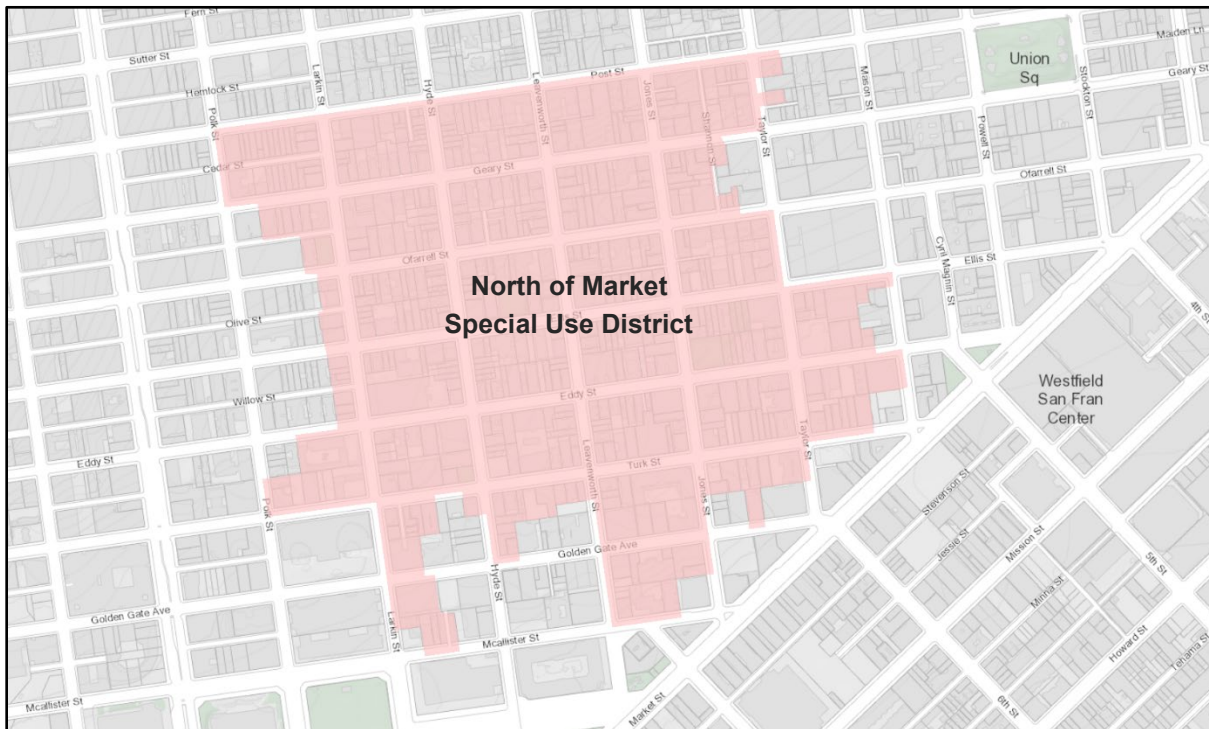 Fern St
Sutter St
Hemlock St
Larkin St
Hyde St
Leavenworth St
Post St
Jones St
Shannon St
Taylor St
Mason St
Union
Sq
Stockton St
Maiden Ln
Geary St
Powell St
Polk St
Cedar St
Geary St
Ofarrell St
Ofarrell St
Cyril Magnin St
Ellis St
4th St
North of Market
Special Use District
Olive St
Willow St
Eddy St
Westfield
San Fran
Center
Eddy St
Leavenworth St
Taylor St
Turk St
Jones St
Polk St
Stevenson St
Jessie St
Mission St
5th St
Minna St
Golden Gate Ave
Hyde St
Golden Gate Ave
Larkin St
Mcallister St
Howard St
Tehama St
Mcallister St
Market St
6th St